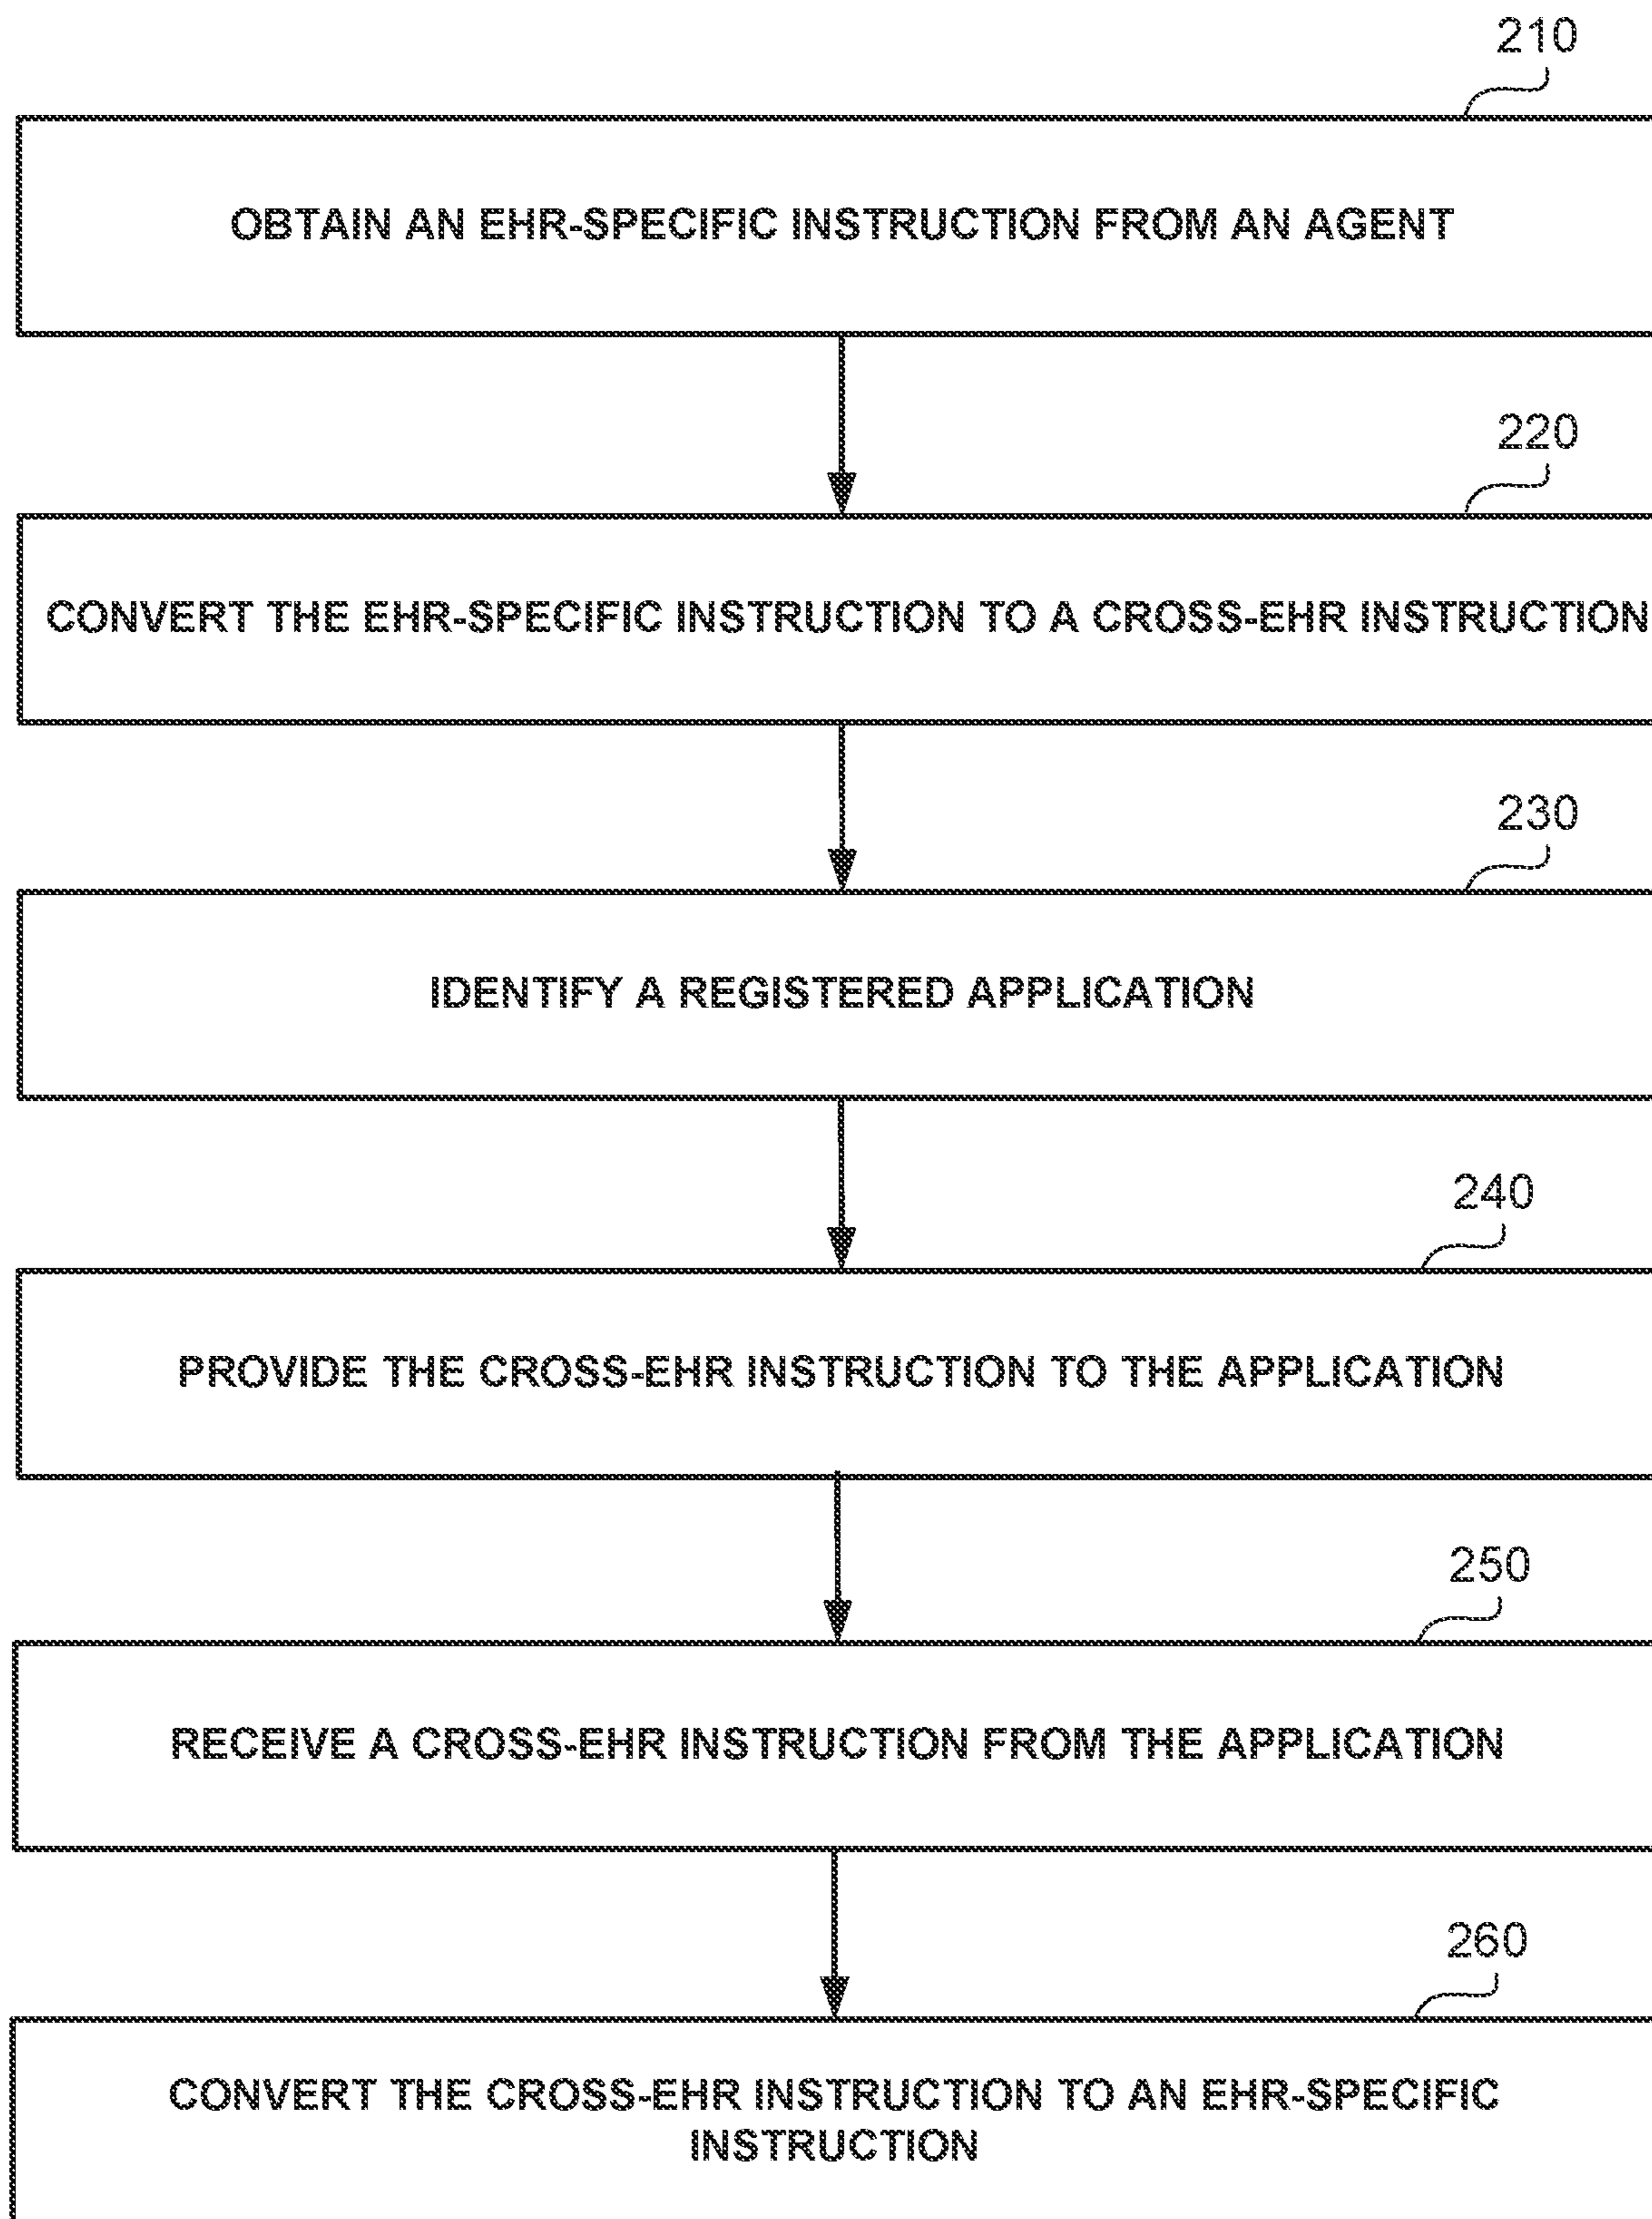 210
OBTAIN AN EHR-SPECIFIC INSTRUCTION FROM AN AGENT
220
CONVERT THE EHR-SPECIFIC INSTRUCTION TO A CROSS-EHR INSTRUCTION
230
IDENTIFY A REGISTERED APPLICATION
240
PROVIDE THE CROSS-EHR INSTRUCTION TO THE APPLICATION
250
RECEIVE A CROSS-EHR INSTRUCTION FROM THE APPLICATION
260
CONVERT THE CROSS-EHR INSTRUCTION TO AN EHR-SPECIFIC
INSTRUCTION